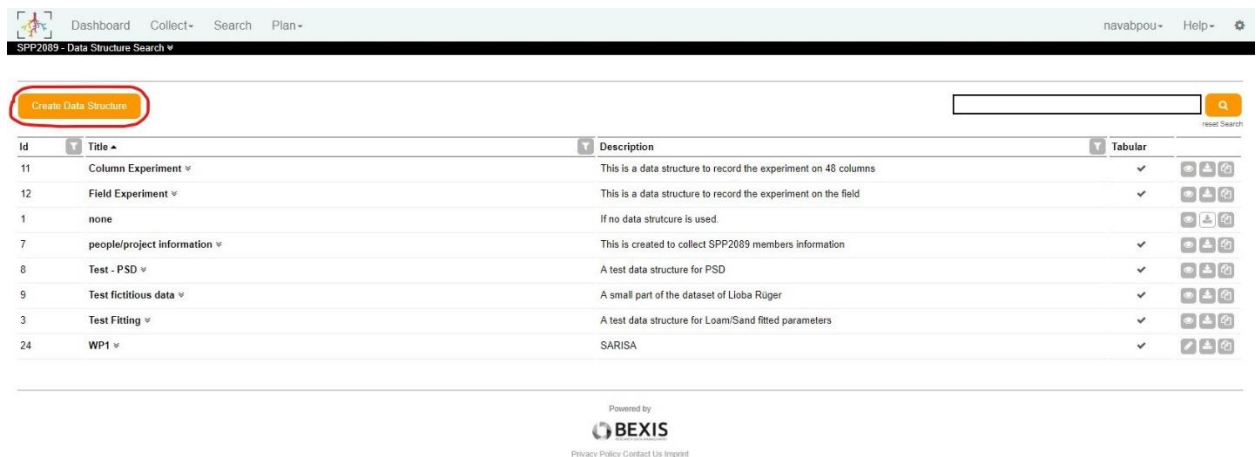 Dashboard Collect Search Plan navabpou Help
SPP2089 - Data Structure Search
Create Data Structure
reset Search
Id Title Description Tabular
11 Column Experiment This is a data structure to record the experiment on 48 columns
12 Field Experiment This is a data structure to record the experiment on the field
1 none If no data strutcure is used.
7 people/project information This is created to collect SPP2089 members information
8 Test - PSD A test data structure for PSD
9 Test fictitious data A small part of the dataset of Lioba Rüger
3 Test Fitting A test data structure for Loam/Sand fitted parameters
24 WP1 SARISA
Powered by
BEXIS
Privacy Policy Contact Us Imprint